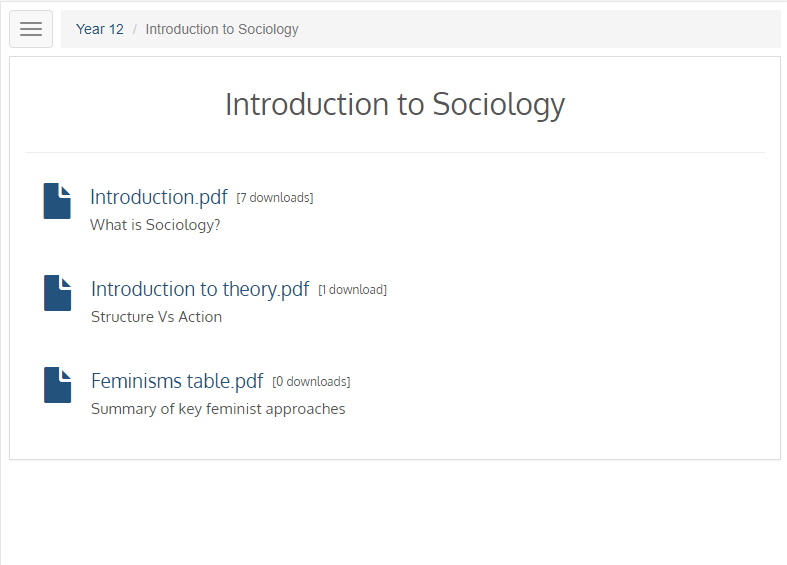 Year 12 / Introduction to Sociology
Introduction to Sociology
Introduction.pdf [7 downloads]
What is Sociology?
Introduction to theory.pdf [1 download]
Structure Vs Action
Feminisms table.pdf [0 downloads]
Summary of key feminist approaches